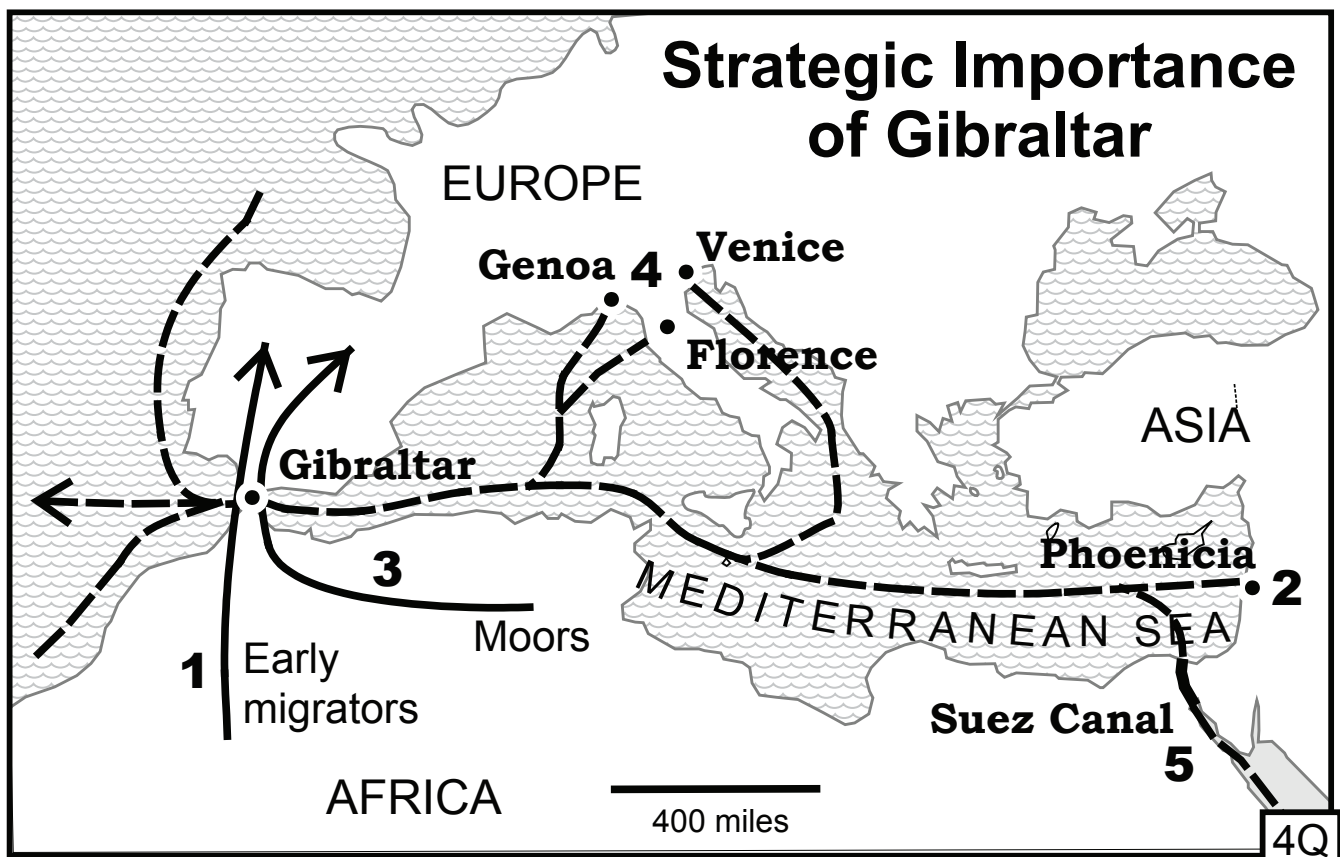 Strategic Importance
of Gibraltar
EUROPE
Genoa 4 Venice
Florence
ASIA
Gibraltar
3
Moors
Phoenicia
2
MEDITERRANEAN SEA
1 Early
migrators
Suez Canal
5
AFRICA
400 miles
4Q